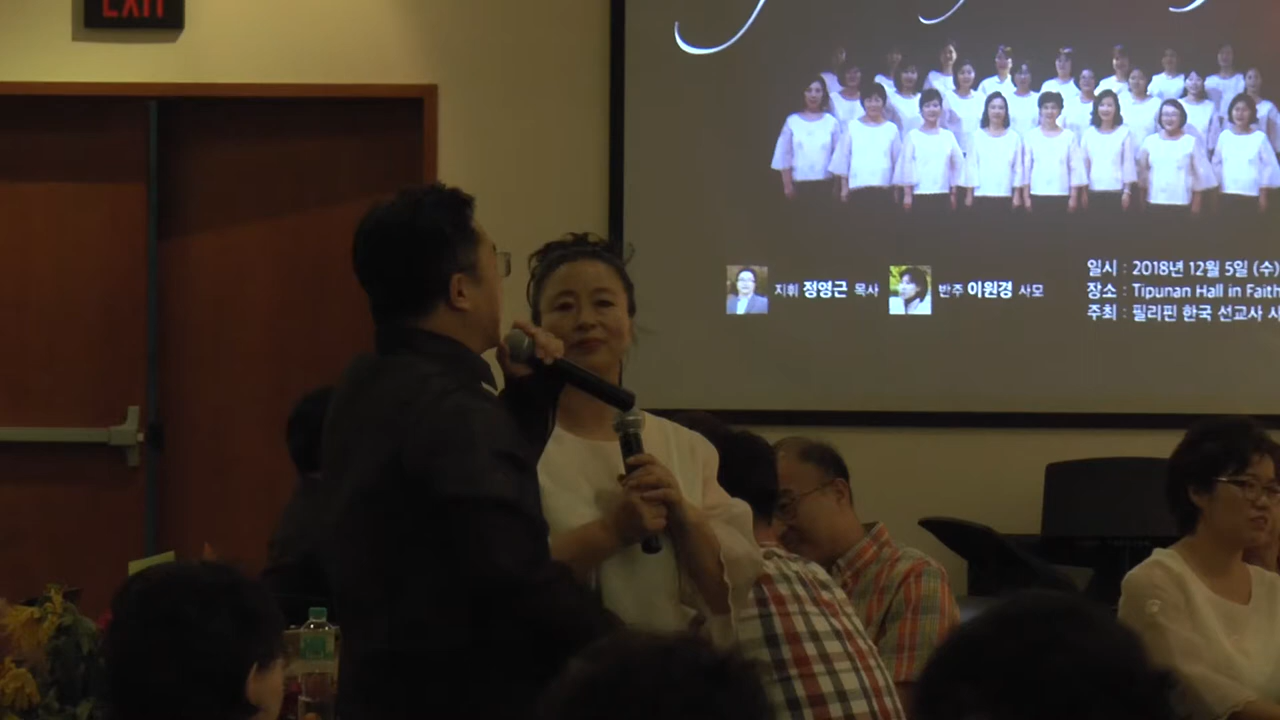 EXIT
지휘 정영근 목사
반주 이원경 사모
일시 : 2018년 12월 5일 (수)
장소 : Tipunan Hall in Faith
주최 : 필리핀 한국 선교사 사